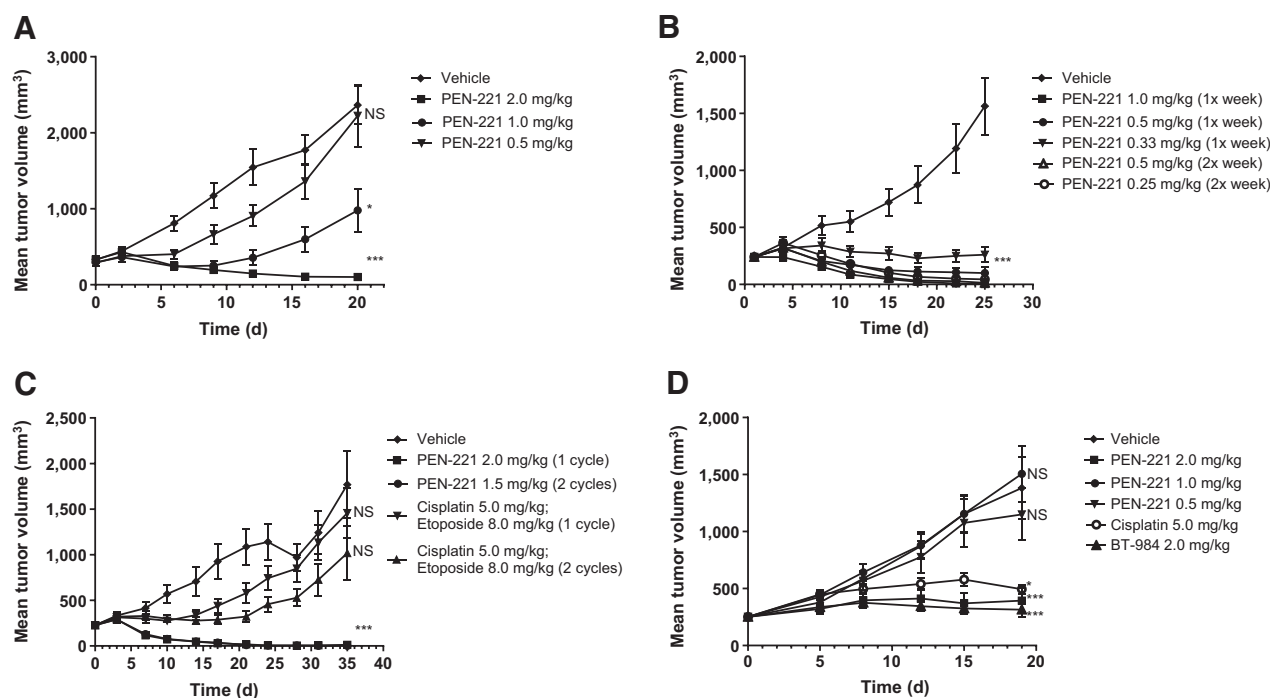 A
Mean tumor volume (mm³)
3,000
2,000
1,000
0
0 5 10 15 20
Time (d)
NS
*
***
Vehicle
PEN-221 2.0 mg/kg
PEN-221 1.0 mg/kg
PEN-221 0.5 mg/kg
B
Mean tumor volume (mm³)
2,000
1,500
1,000
500
0
0 5 10 15 20 25 30
Time (d)
***
Vehicle
PEN-221 1.0 mg/kg (1x week)
PEN-221 0.5 mg/kg (1x week)
PEN-221 0.33 mg/kg (1x week)
PEN-221 0.5 mg/kg (2x week)
PEN-221 0.25 mg/kg (2x week)
C
Mean tumor volume (mm³)
2,500
2,000
1,500
1,000
500
0
0 5 10 15 20 25 30 35 40
Time (d)
NS
NS
***
Vehicle
PEN-221 2.0 mg/kg (1 cycle)
PEN-221 1.5 mg/kg (2 cycles)
Cisplatin 5.0 mg/kg;
Etoposide 8.0 mg/kg (1 cycle)
Cisplatin 5.0 mg/kg;
Etoposide 8.0 mg/kg (2 cycles)
D
Mean tumor volume (mm³)
2,000
1,500
1,000
500
0
0 5 10 15 20
Time (d)
NS
NS
*
***
***
Vehicle
PEN-221 2.0 mg/kg
PEN-221 1.0 mg/kg
PEN-221 0.5 mg/kg
Cisplatin 5.0 mg/kg
BT-984 2.0 mg/kg